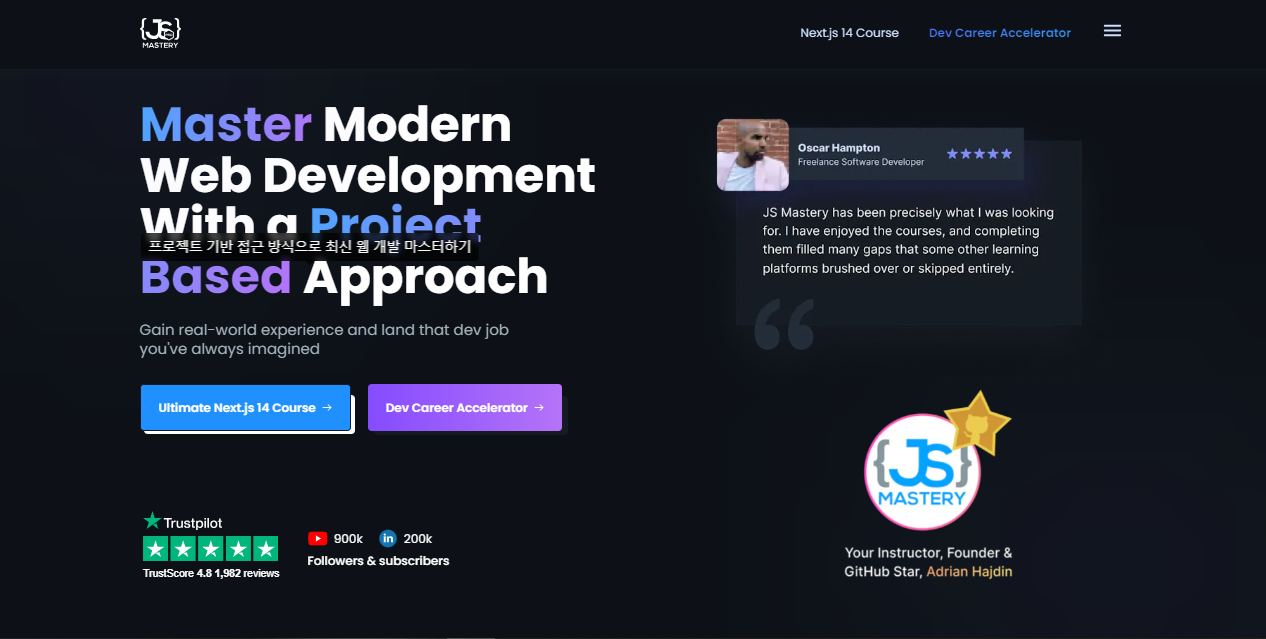 {JS}
MASTERY
Next.js 14 Course
Dev Career Accelerator
Master Modern
Web Development
With a Project
프로젝트 기반 접근 방식으로 최신 웹 개발 마스터하기
Based Approach
Gain real-world experience and land that dev job
you've always imagined
Ultimate Next.js 14 Course →
Dev Career Accelerator →
Trustpilot
TrustScore 4.8 1,982 reviews
900k
in 200k
Followers & subscribers
Oscar Hampton
Freelance Software Developer
JS Mastery has been precisely what I was looking
for. I have enjoyed the courses, and completing
them filled many gaps that some other learning
platforms brushed over or skipped entirely.
{JS}
MASTERY
Your Instructor, Founder &
GitHub Star, Adrian Hajdin